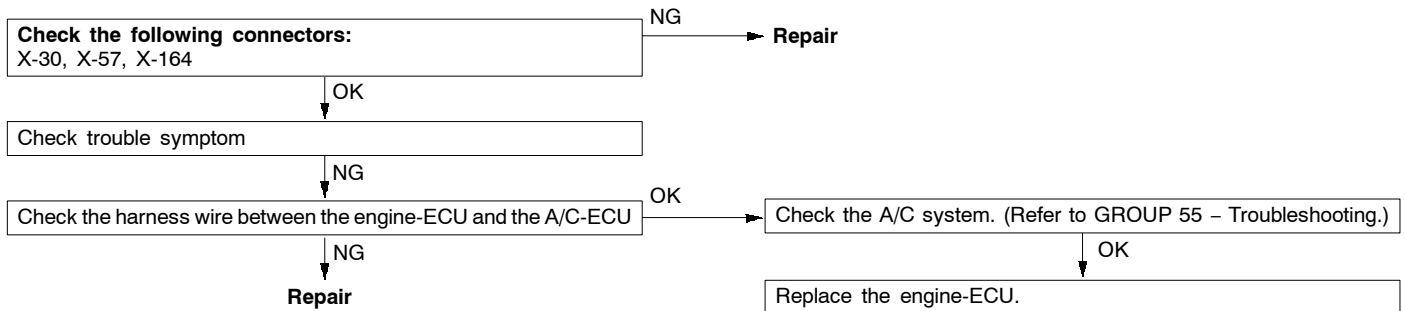 Check the following connectors:
X-30, X-57, X-164
NG
Repair
OK
Check trouble symptom
NG
Check the harness wire between the engine-ECU and the A/C-ECU
OK
Check the A/C system. (Refer to GROUP 55 – Troubleshooting.)
NG
Repair
OK
Replace the engine-ECU.